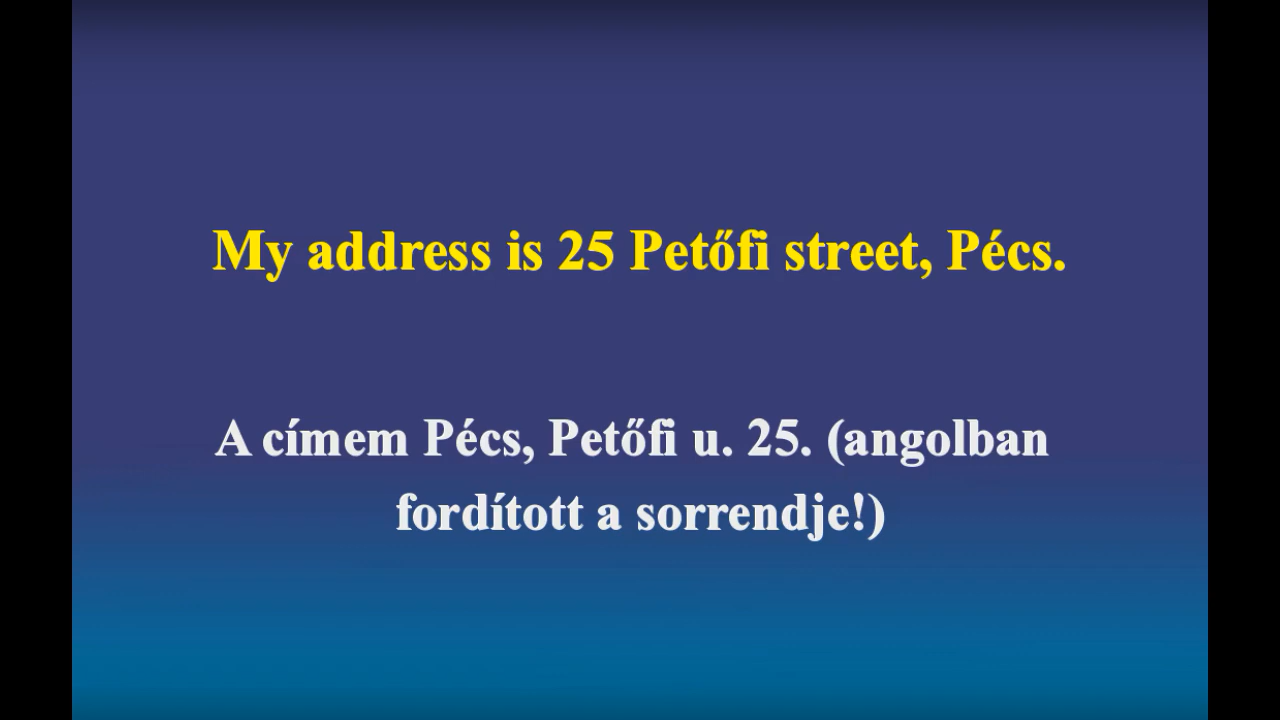 My address is 25 Petőfi street, Pécs.
A címem Pécs, Petőfi u. 25. (angolban
fordított a sorrendje!)